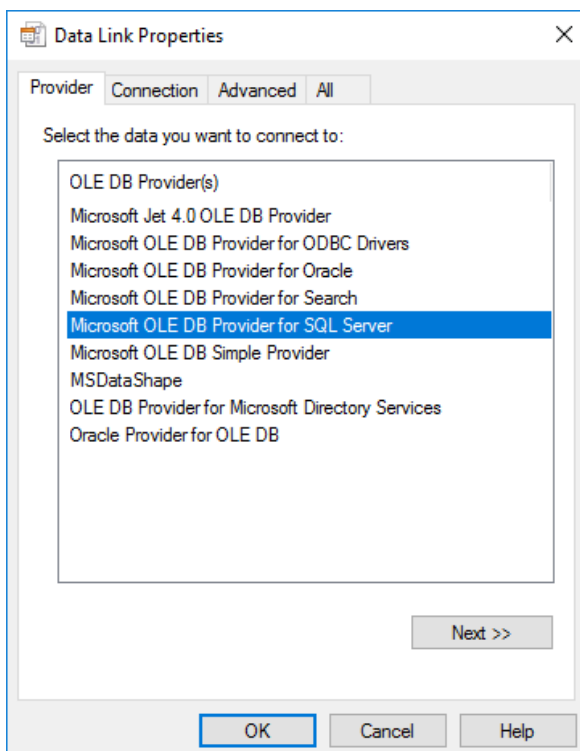 Data Link Properties
Provider Connection Advanced All
Select the data you want to connect to:
OLE DB Provider(s)
Microsoft Jet 4.0 OLE DB Provider
Microsoft OLE DB Provider for ODBC Drivers
Microsoft OLE DB Provider for Oracle
Microsoft OLE DB Provider for Search
Microsoft OLE DB Provider for SQL Server
Microsoft OLE DB Simple Provider
MSDataShape
OLE DB Provider for Microsoft Directory Services
Oracle Provider for OLE DB
Next >>
OK Cancel Help